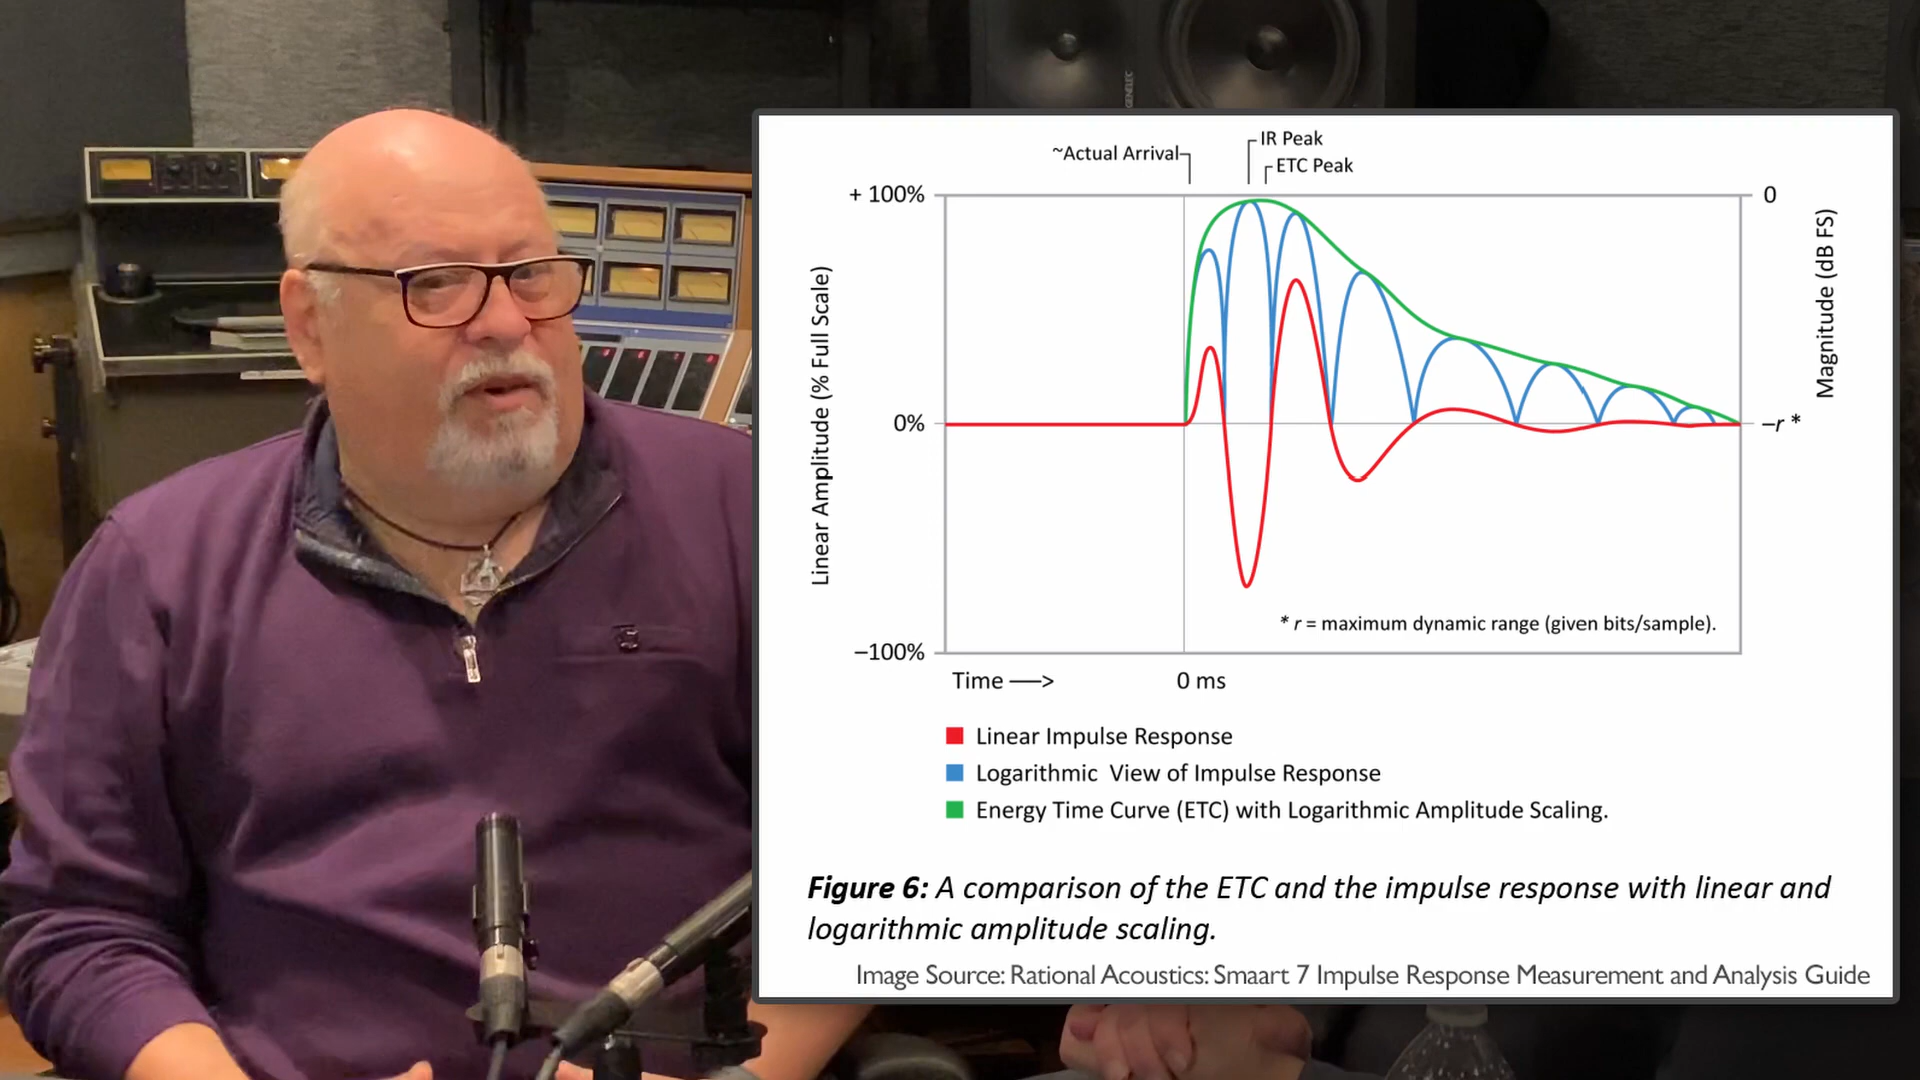 GENELEC
IR Peak
~Actual Arrival
ETC Peak
+ 100%
0
Linear Amplitude (% Full Scale)
Magnitude (dB FS)
0%
–r *
* r = maximum dynamic range (given bits/sample).
–100%
Time
0 ms
Linear Impulse Response
Logarithmic  View of Impulse Response
Energy Time Curve (ETC) with Logarithmic Amplitude Scaling.
Figure 6: A comparison of the ETC and the impulse response with linear and
logarithmic amplitude scaling.
Image Source: Rational Acoustics: Smaart 7 Impulse Response Measurement and Analysis Guide